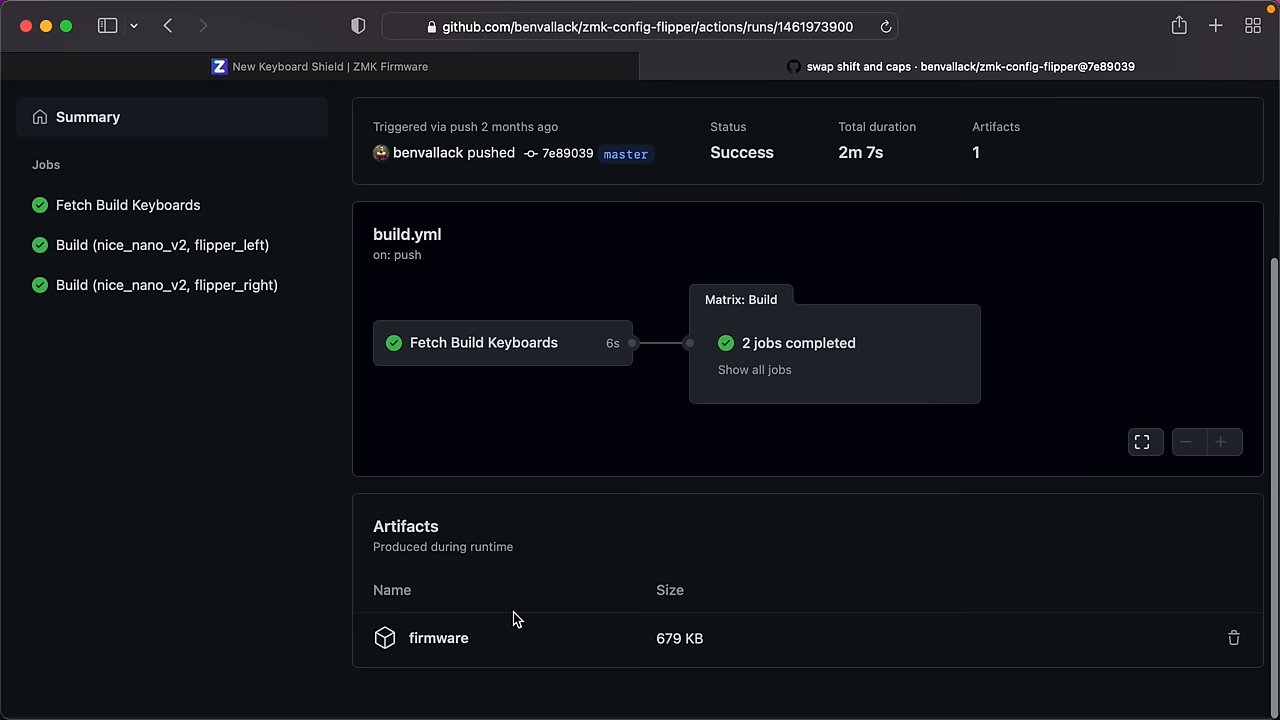 github.com/benvallack/zmk-config-flipper/actions/runs/1461973900
Z New Keyboard Shield | ZMK Firmware
swap shift and caps · benvallack/zmk-config-flipper@7e89039
Summary
Jobs
Fetch Build Keyboards
Build (nice_nano_v2, flipper_left)
Build (nice_nano_v2, flipper_right)
Triggered via push 2 months ago
benvallack pushed 7e89039 master
Status
Success
Total duration
2m 7s
Artifacts
1
build.yml
on: push
Fetch Build Keyboards 6s
Matrix: Build
2 jobs completed
Show all jobs
Artifacts
Produced during runtime
Name Size
firmware 679 KB